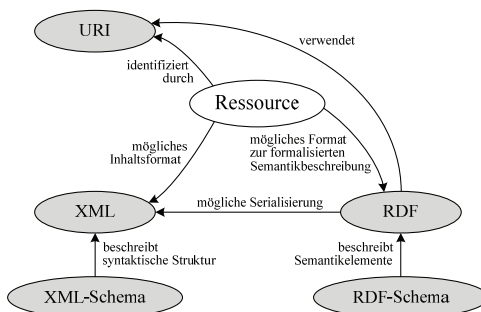 URI
verwendet
identifiziert
durch
Ressource
mögliches
Inhaltsformat
mögliches Format
zur formalisierten
Semantikbeschreibung
XML
mögliche Serialisierung
RDF
beschreibt
syntaktische Struktur
beschreibt
Semantikelemente
XML-Schema
RDF-Schema